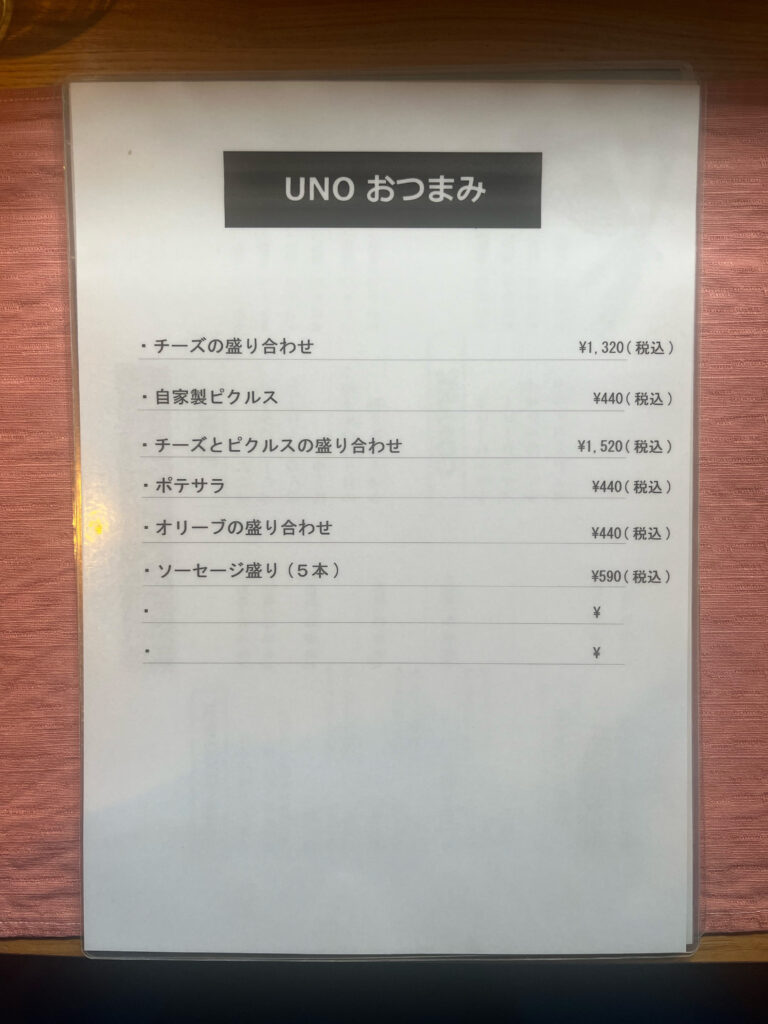 UNO おつまみ
・チーズの盛り合わせ ¥1,320(税込)
・自家製ピクルス ¥440(税込)
・チーズとピクルスの盛り合わせ ¥1,520(税込)
・ポテサラ ¥440(税込)
・オリーブの盛り合わせ ¥440(税込)
・ソーセージ盛り(5本) ¥590(税込)
・ ¥
・ ¥